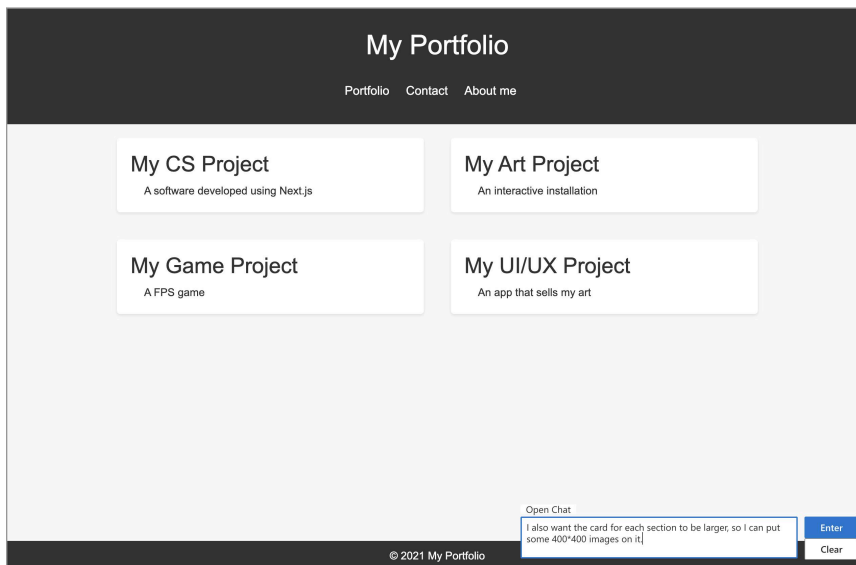 My Portfolio
Portfolio Contact About me
My CS Project
A software developed using Next.js
My Art Project
An interactive installation
My Game Project
A FPS game
My UI/UX Project
An app that sells my art
Open Chat
I also want the card for each section to be larger, so I can put
some 400*400 images on it.
Enter
Clear
© 2021 My Portfolio